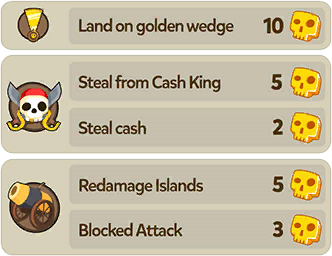 Land on golden wedge 10
Steal from Cash King 5
Steal cash 2
Redamage Islands 5
Blocked Attack 3